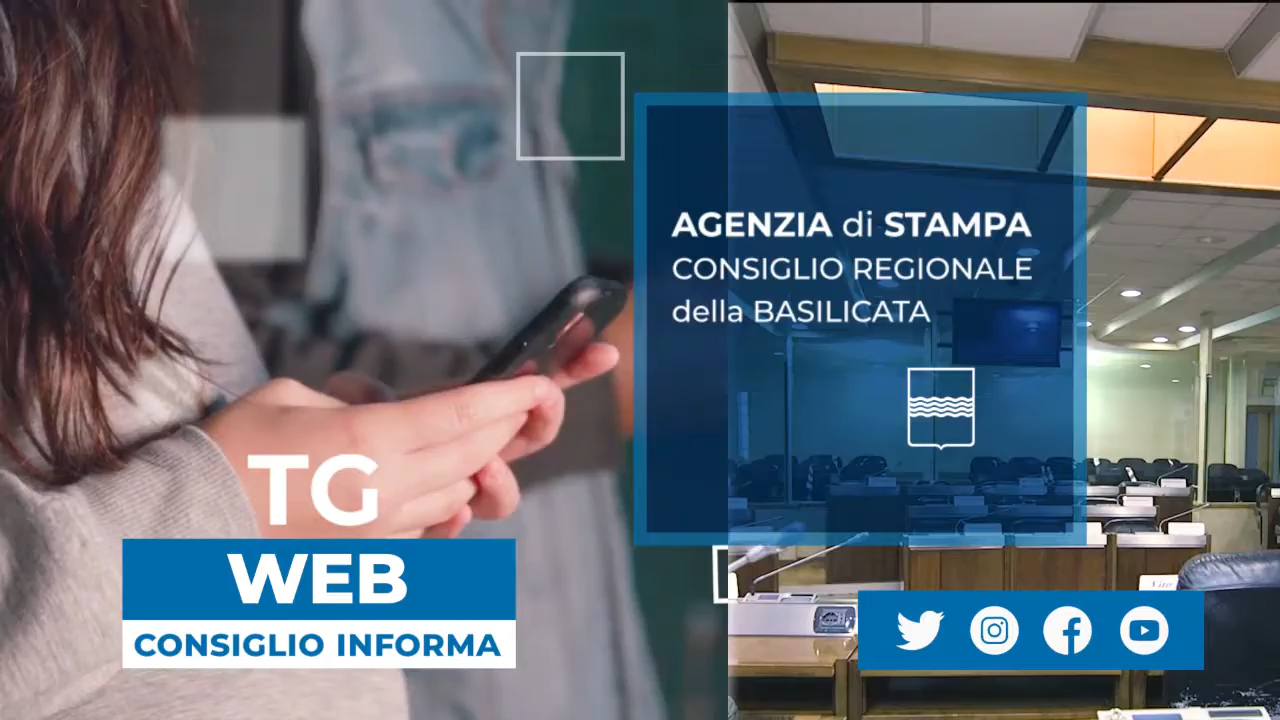 AGENZIA di STAMPA
CONSIGLIO REGIONALE
della BASILICATA
TG
WEB
CONSIGLIO INFORMA